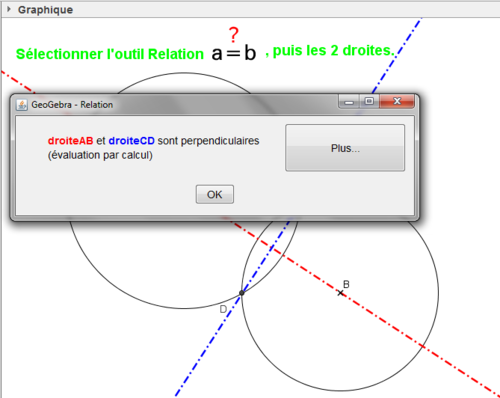 Graphique
?
Sélectionner l'outil Relation a=b , puis les 2 droites.
GeoGebra - Relation
droiteAB et droiteCD sont perpendiculaires
(évaluation par calcul)
Plus...
OK
B
D